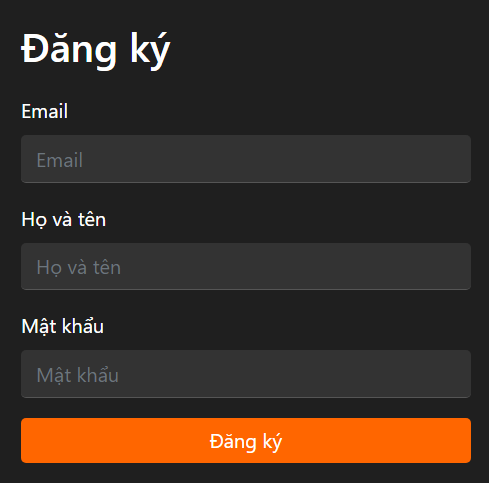 Đăng ký
Email
Email
Họ và tên
Họ và tên
Mật khẩu
Mật khẩu
Đăng ký